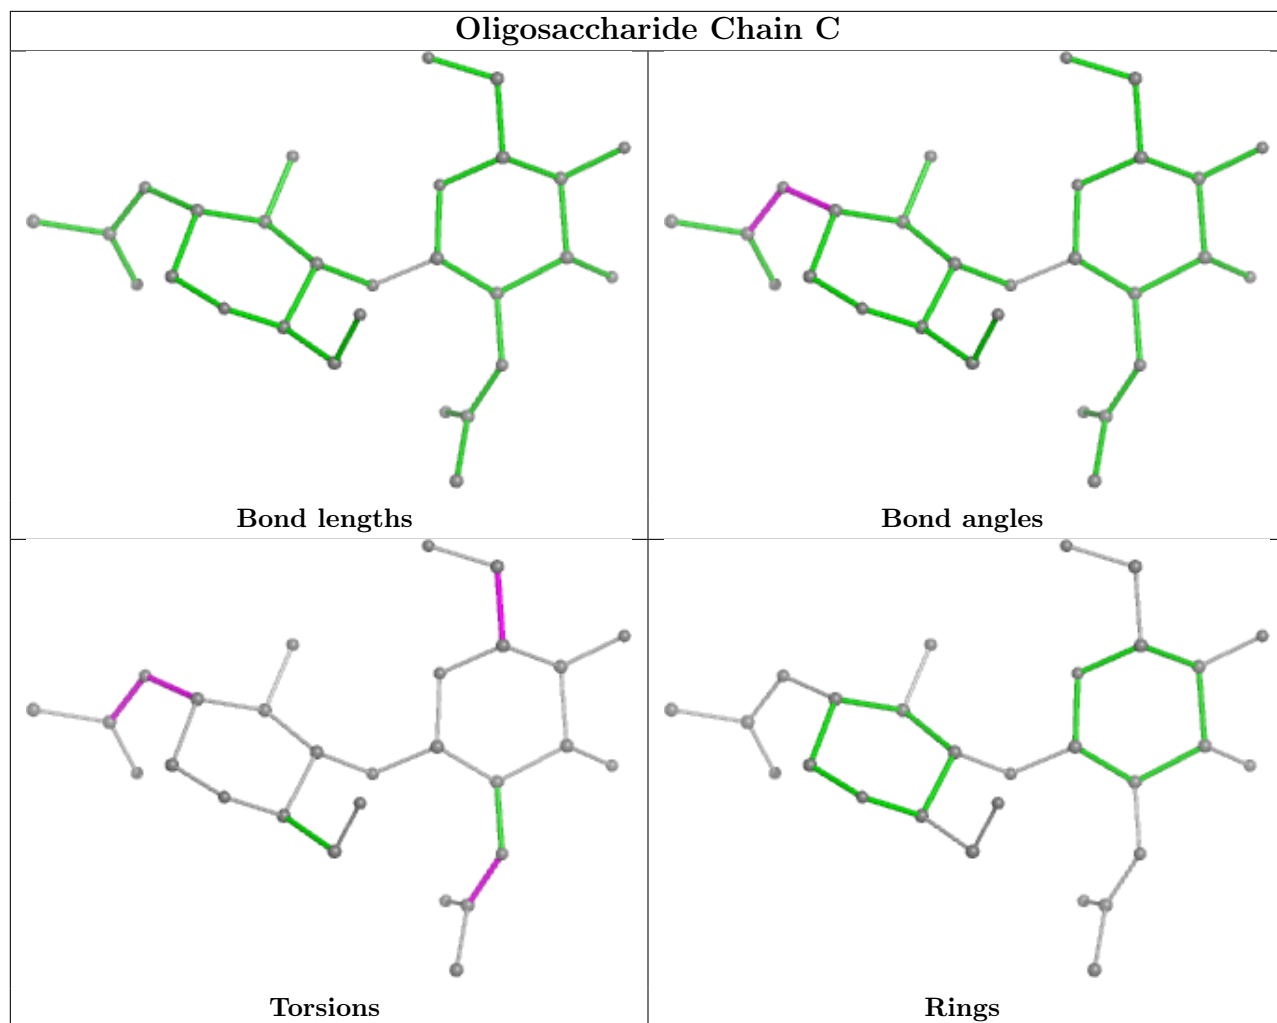 Oligosaccharide Chain C
Bond lengths
Bond angles
Torsions
Rings